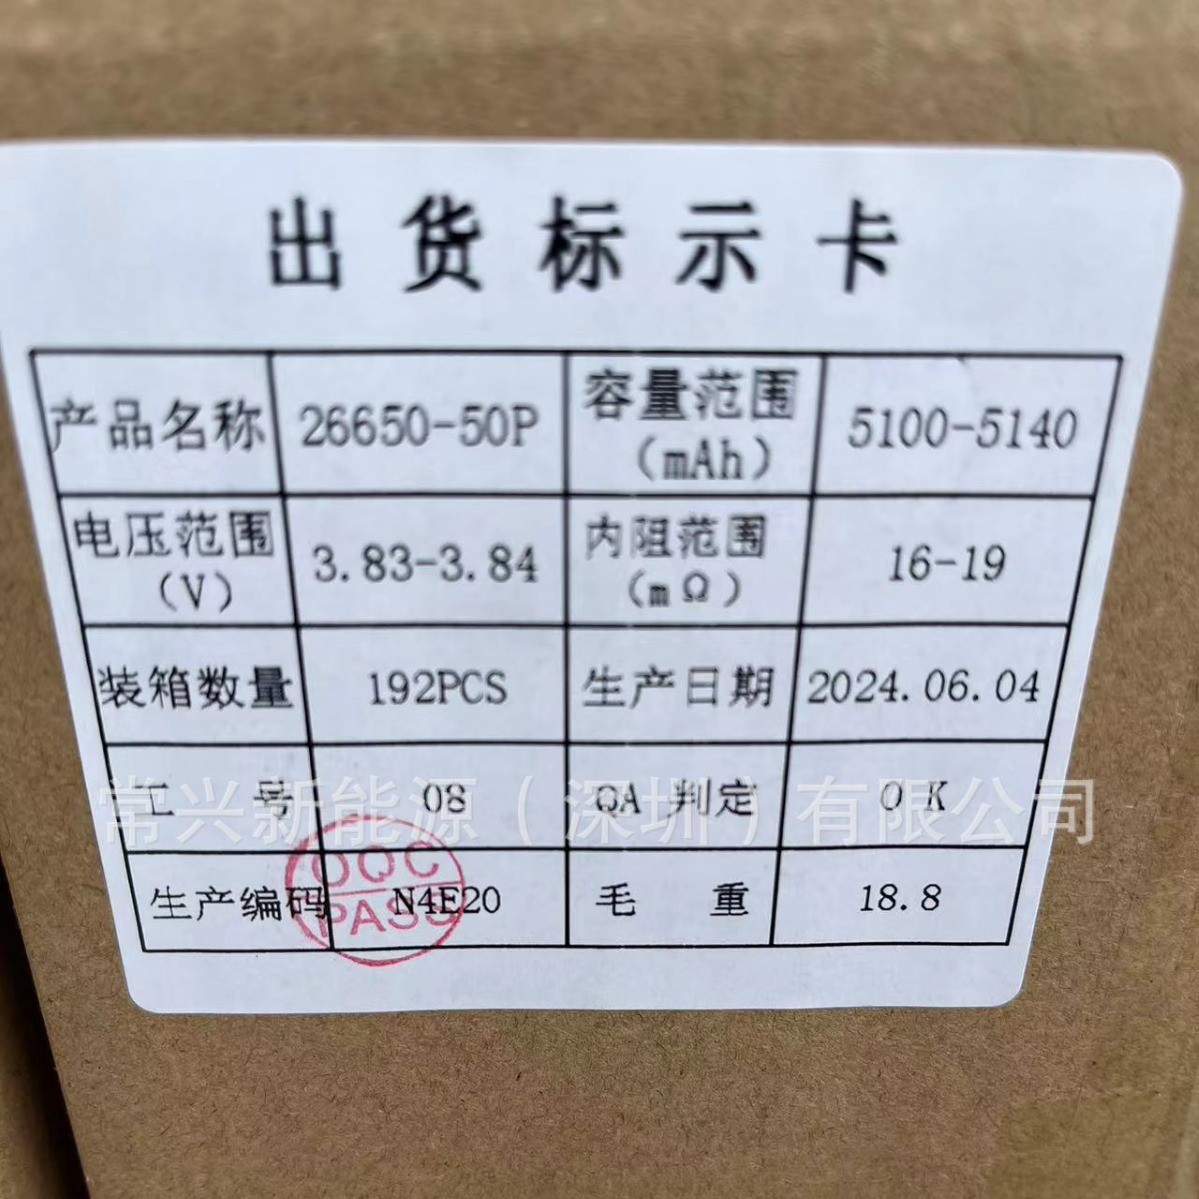 出货标示卡
产品名称 26650-50P 容量范围（mAh） 5100-5140
电压范围（V） 3.83-3.84 内阻范围（mΩ） 16-19
装箱数量 192PCS 生产日期 2024.06.04
工 号 08 QA 判定 OK
常兴新能源（深圳）有限公司
生产编码 N4E20 毛 重 18.8
OQC
PASS